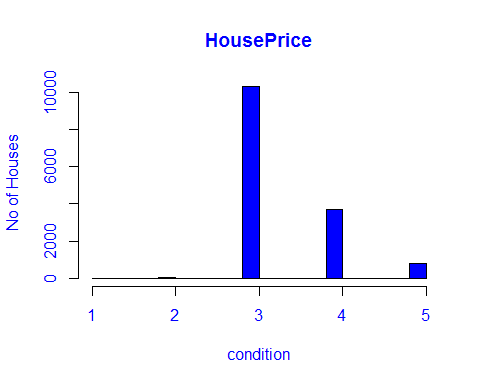 HousePrice
No of Houses
10000
6000
2000
0
1 2 3 4 5
condition